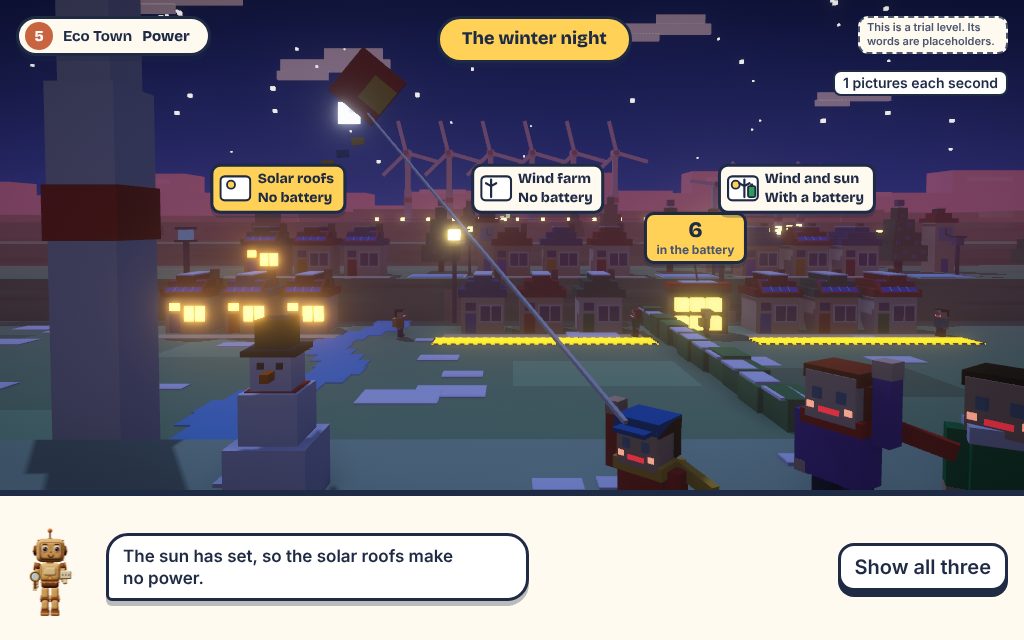 5 Eco Town Power
The winter night
This is a trial level. Its
words are placeholders.
1 pictures each second
Solar roofs
No battery
Wind farm
No battery
Wind and sun
With a battery
6
in the battery
The sun has set, so the solar roofs make
no power.
Show all three